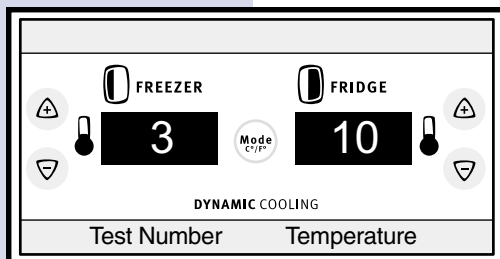 FREEZER FRIDGE
+ 3 Mode 10 +
- C°/F° -
DYNAMIC COOLING
Test Number Temperature